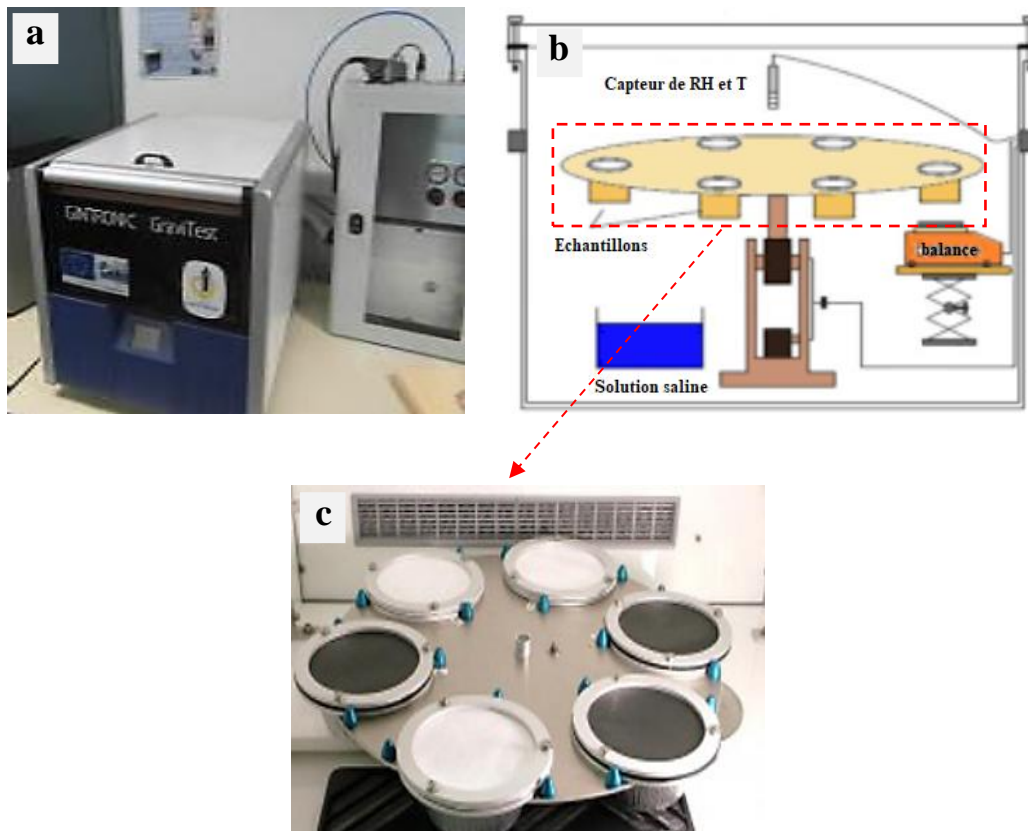 a
GINTRONIC GraviTest
b
Capteur de RH et T
Echantillons
balance
Solution saline
c